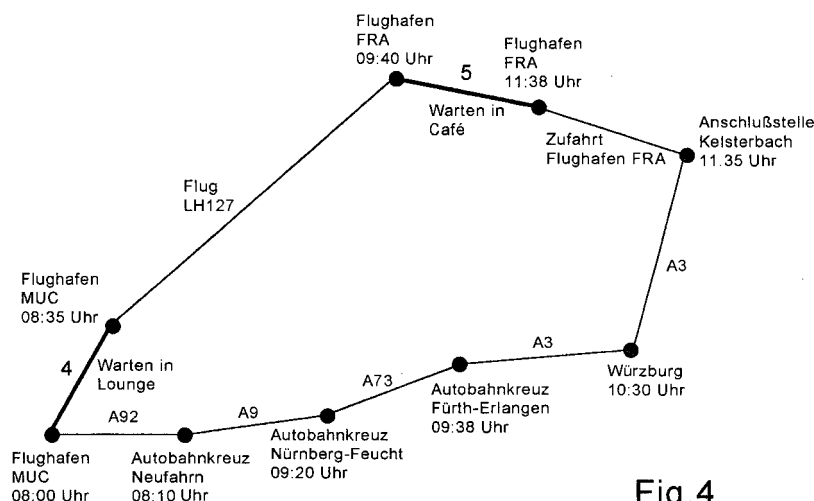 Flughafen
FRA
09:40 Uhr
5
Flughafen
FRA
11:38 Uhr
Warten in
Café
Zufahrt
Flughafen FRA
Anschlußstelle
Kelsterbach
11.35 Uhr
Flug
LH127
A3
Flughafen
MUC
08:35 Uhr
4
Warten in
Lounge
A92
A9
A73
A3
Würzburg
10:30 Uhr
Autobahnkreuz
Fürth-Erlangen
09:38 Uhr
Autobahnkreuz
Nürnberg-Feucht
09:20 Uhr
Flughafen
MUC
08:00 Uhr
Autobahnkreuz
Neufahrn
08:10 Uhr
Fig.4